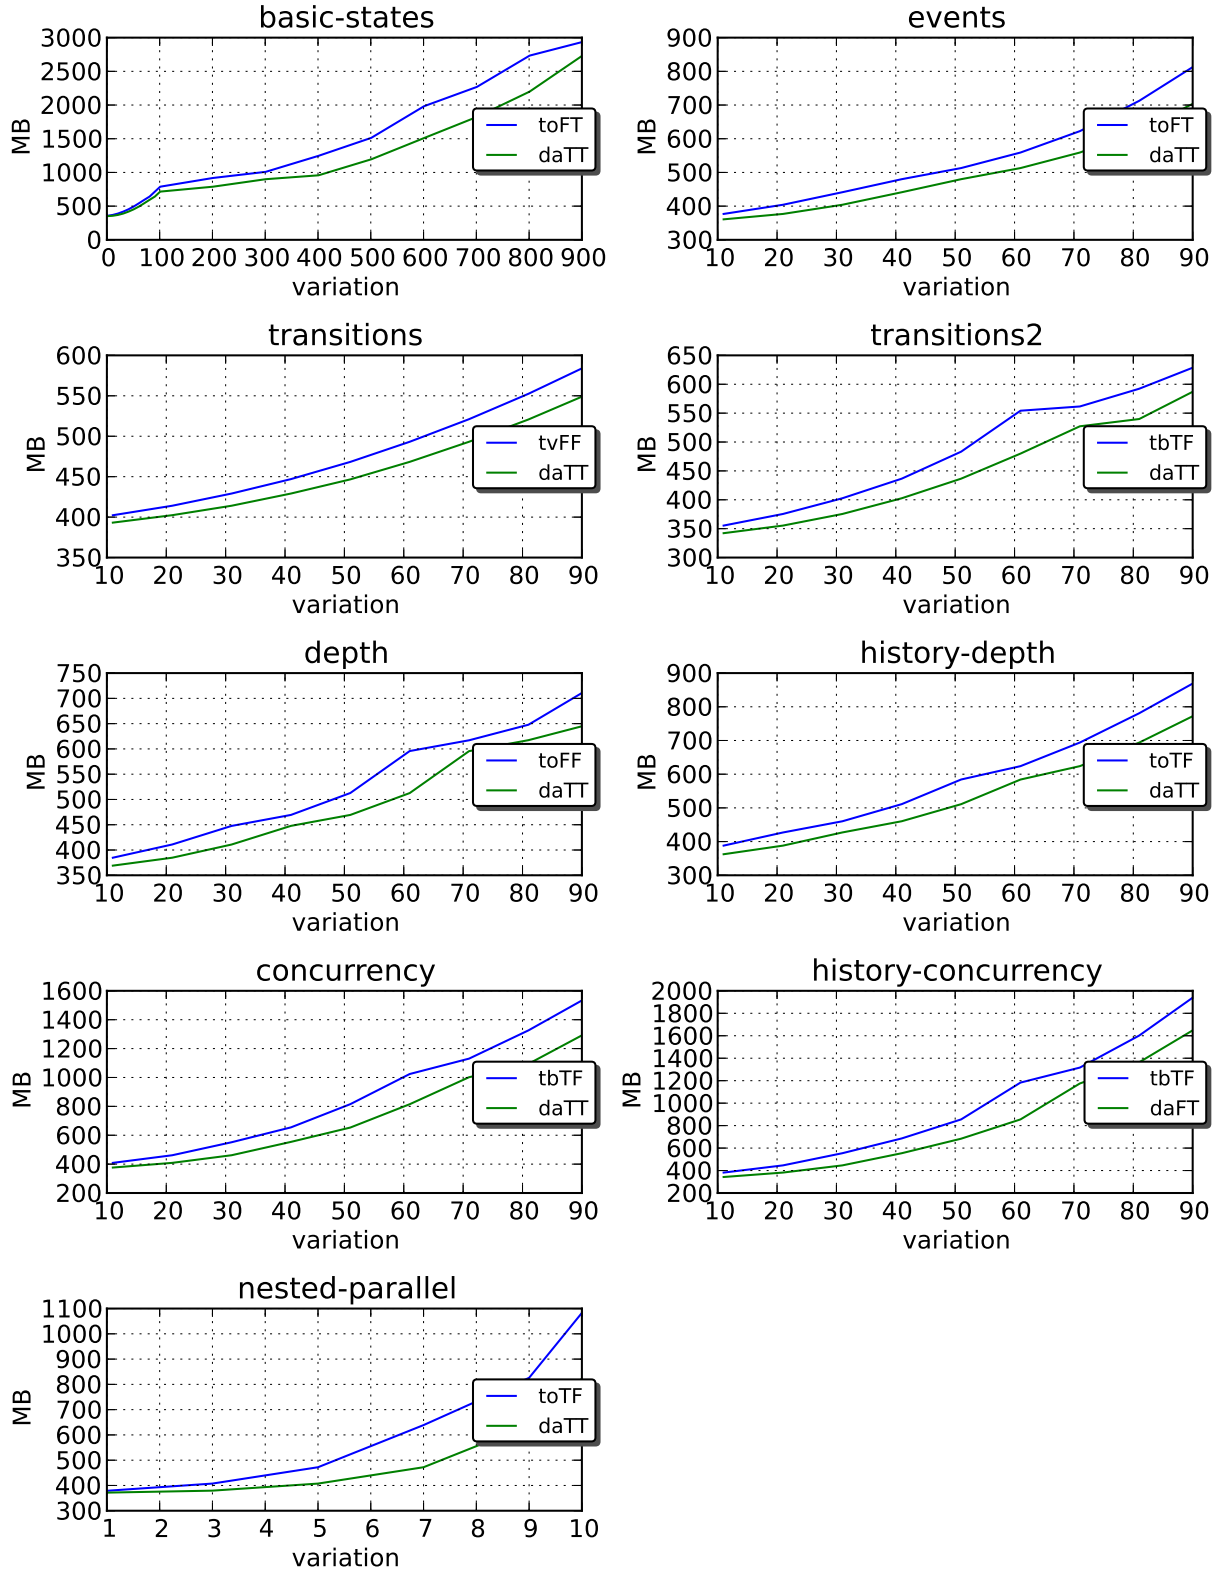 basic-states
3000
2500
2000
1500
1000
500
0
MB
toFT
daTT
0 100 200 300 400 500 600 700 800 900
variation
events
900
800
700
600
500
400
300
MB
toFT
daTT
10 20 30 40 50 60 70 80 90
variation
transitions
600
550
500
450
400
350
MB
tvFF
daTT
10 20 30 40 50 60 70 80 90
variation
transitions2
650
600
550
500
450
400
350
300
MB
tbTF
daTT
10 20 30 40 50 60 70 80 90
variation
depth
750
700
650
600
550
500
450
400
350
MB
toFF
daTT
10 20 30 40 50 60 70 80 90
variation
history-depth
900
800
700
600
500
400
300
MB
toTF
daTT
10 20 30 40 50 60 70 80 90
variation
concurrency
1600
1400
1200
1000
800
600
400
200
MB
tbTF
daTT
10 20 30 40 50 60 70 80 90
variation
history-concurrency
2000
1800
1600
1400
1200
1000
800
600
400
200
MB
tbTF
daFT
10 20 30 40 50 60 70 80 90
variation
nested-parallel
1100
1000
900
800
700
600
500
400
300
MB
toTF
daTT
1 2 3 4 5 6 7 8 9 10
variation